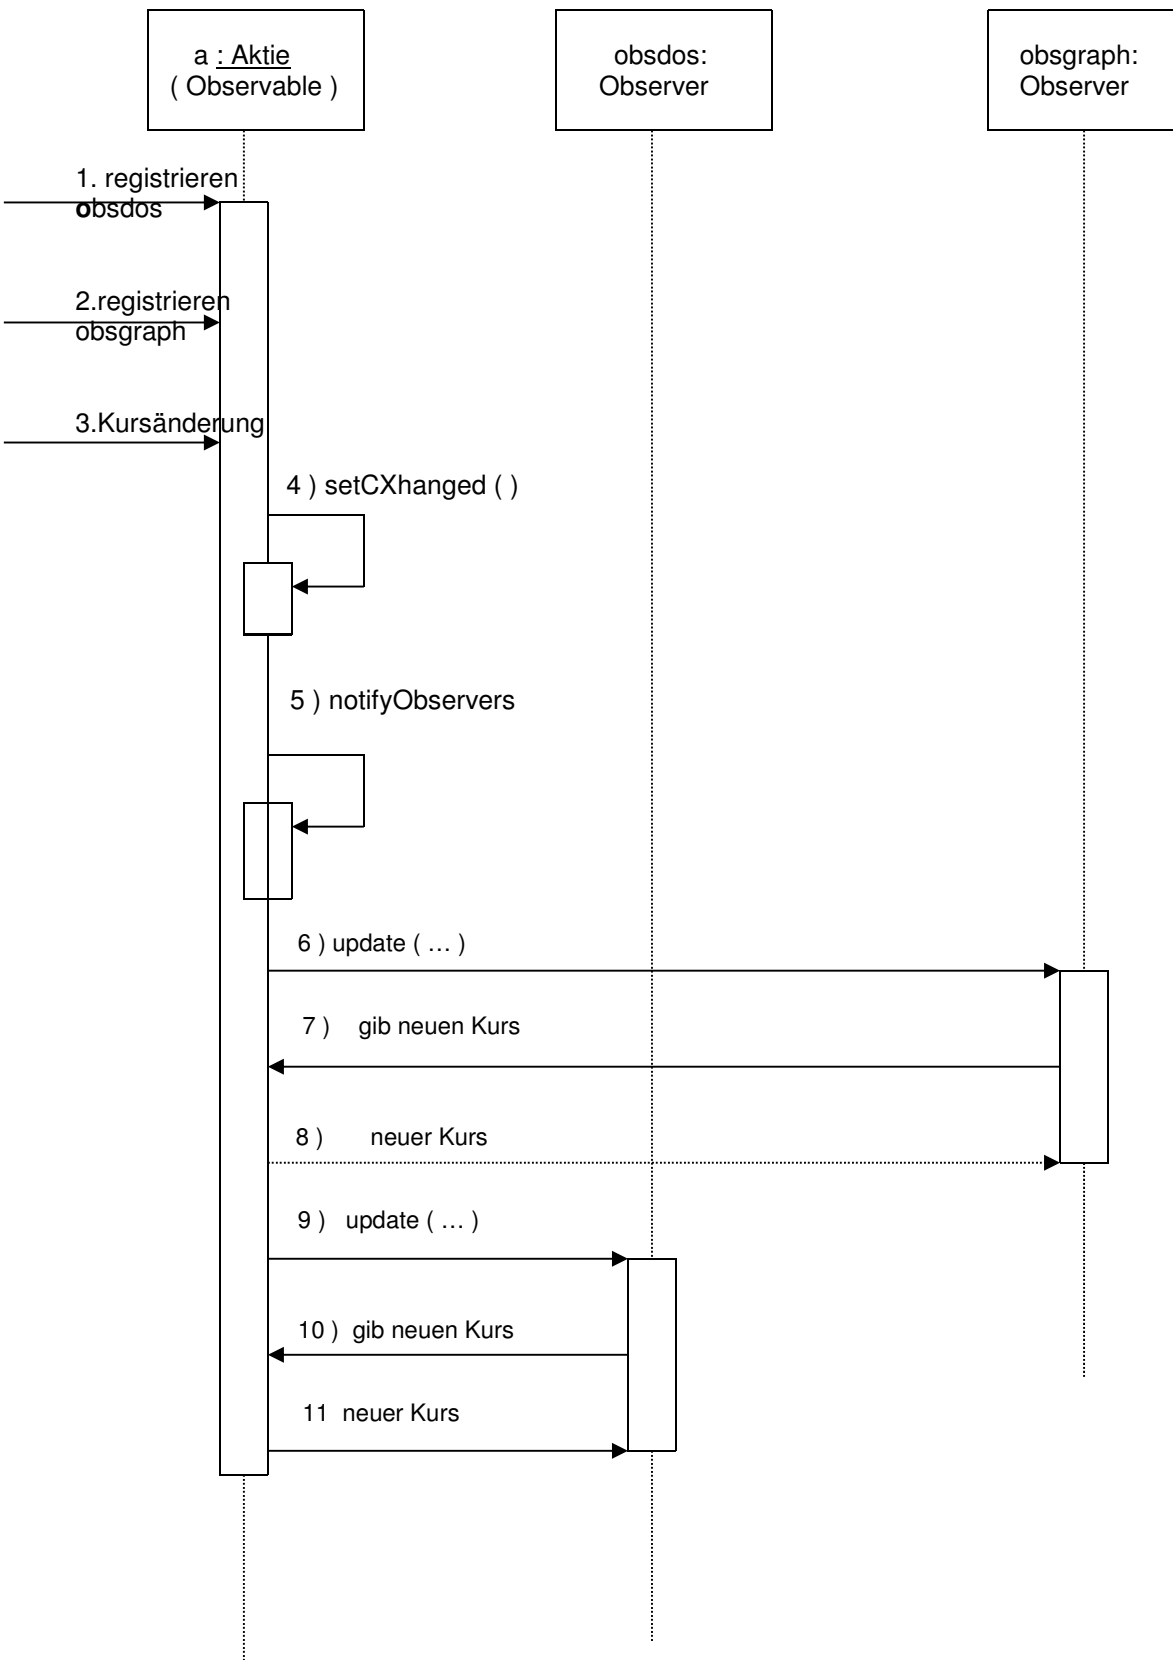 a : Aktie
( Observable )
obsdos:
Observer
obsgraph:
Observer
1. registrieren
obsdos
2.registrieren
obsgraph
3.Kursänderung
4 ) setCXhanged ( )
5 ) notifyObservers
6 ) update ( … )
7 ) gib neuen Kurs
8 ) neuer Kurs
9 ) update ( … )
10 ) gib neuen Kurs
11 neuer Kurs